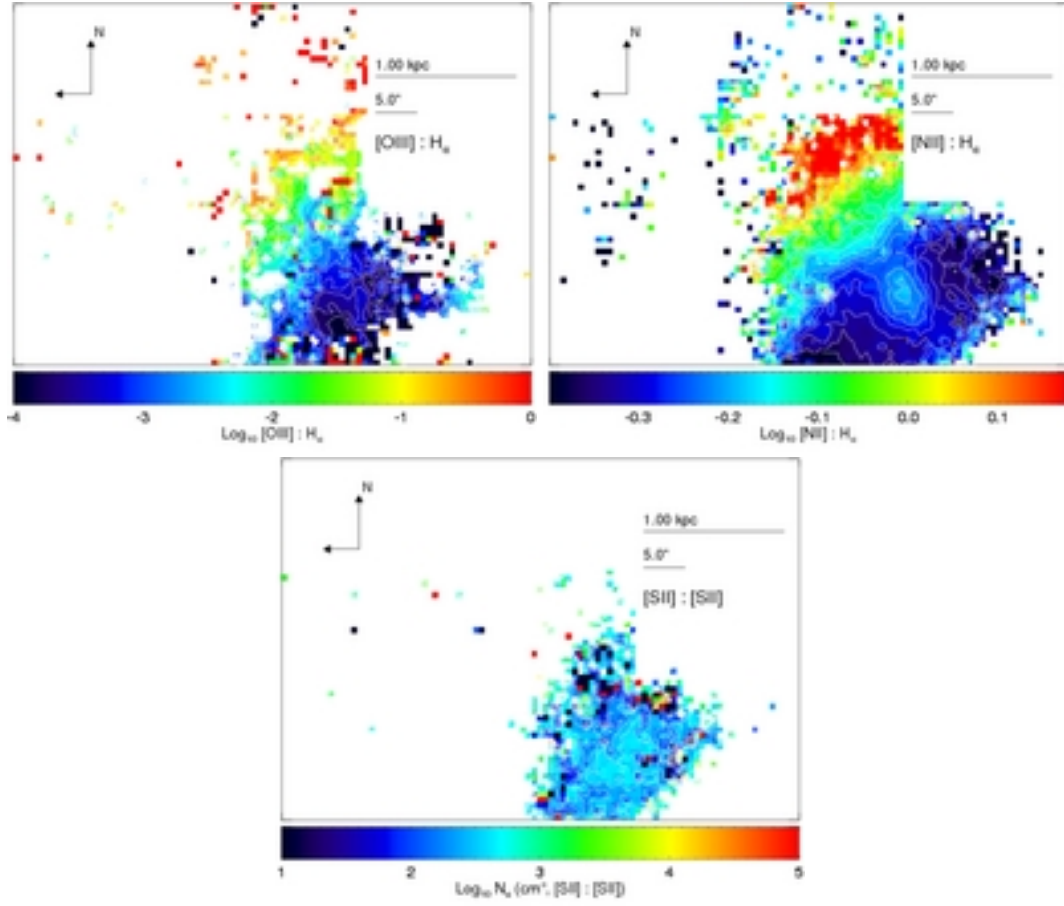 N
1.00 kpc
5.0"
[OIII] : Hα
-4 -3 -2 -1 0
Log₁₀ [OIII] : Hα
N
1.00 kpc
5.0"
[NII] : Hα
-0.3 -0.2 -0.1 0.0 0.1
Log₁₀ [NII] : Hα
N
1.00 kpc
5.0"
[SII] : [SII]
1 2 3 4 5
Log₁₀ Nₑ (cm , [SII] : [SII])